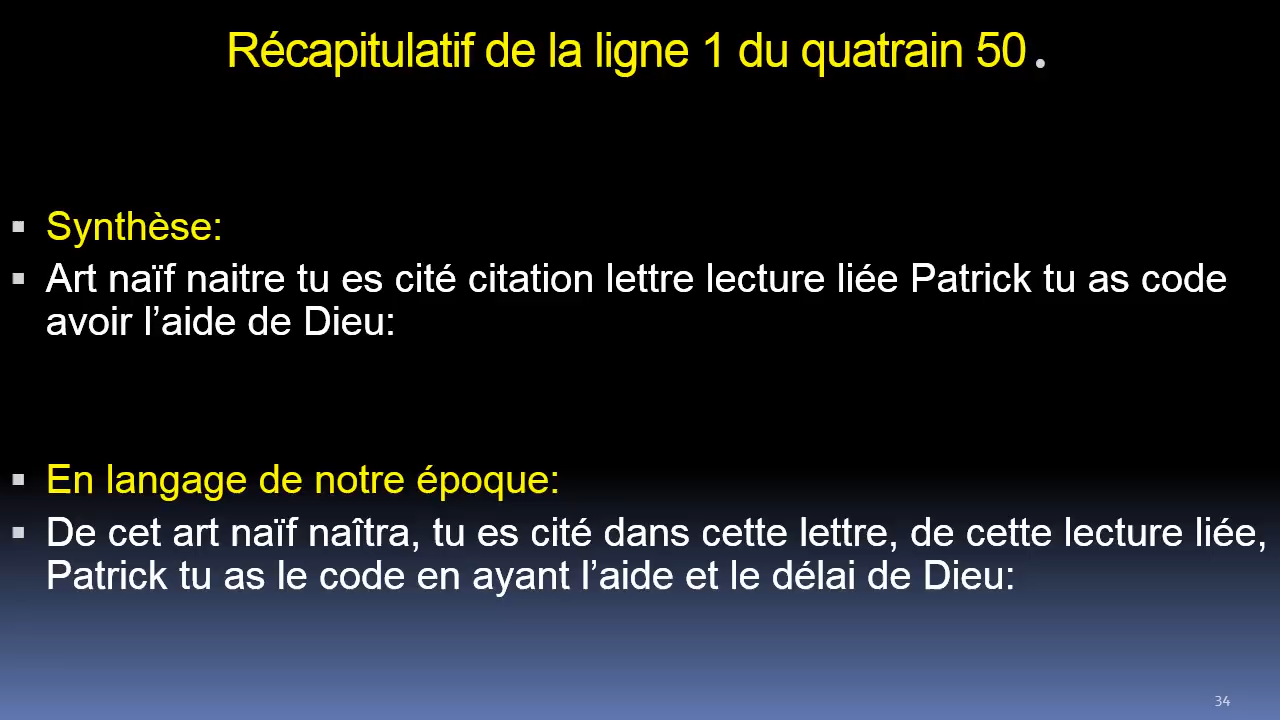 Récapitulatif de la ligne 1 du quatrain 50.
▪ Synthèse:
▪ Art naïf naitre tu es cité citation lettre lecture liée Patrick tu as code
avoir l’aide de Dieu:
▪ En langage de notre époque:
▪ De cet art naïf naîtra, tu es cité dans cette lettre, de cette lecture liée,
Patrick tu as le code en ayant l’aide et le délai de Dieu:
34